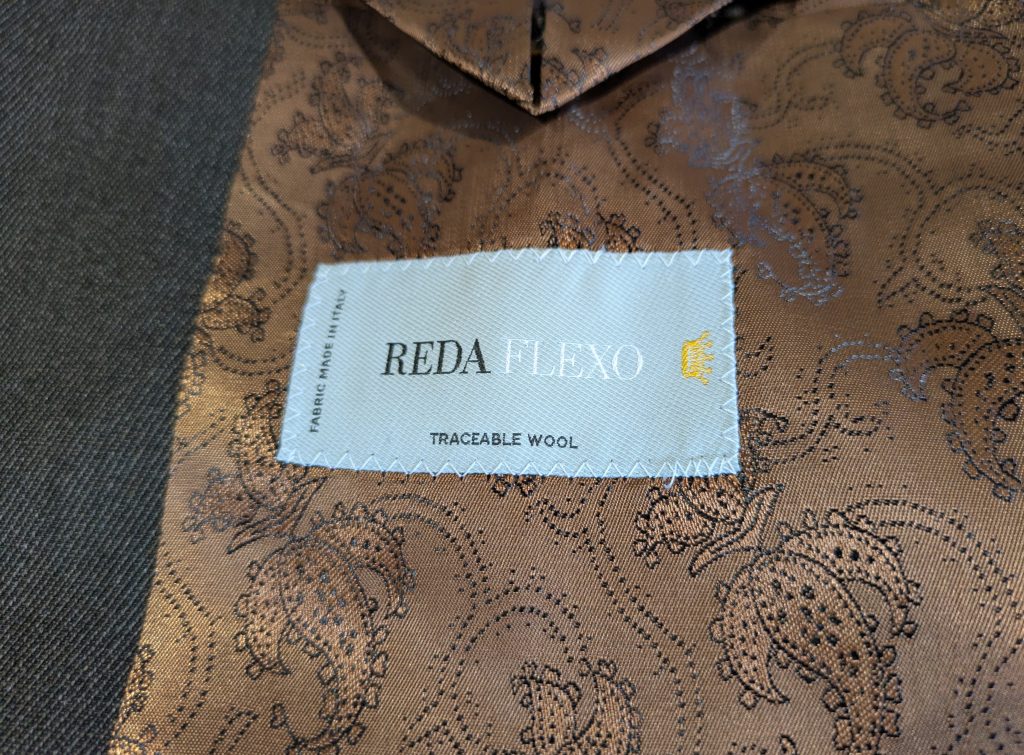 FABRIC MADE IN ITALY
REDA FLEXO
TRACEABLE WOOL